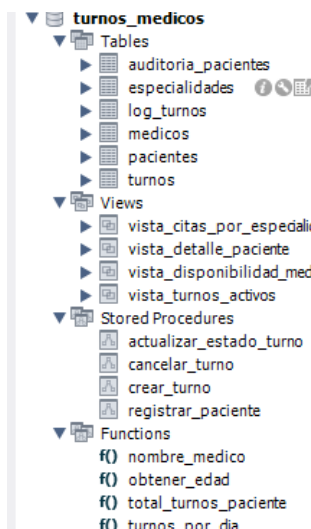 turnos_medicos
Tables
auditoria_pacientes
especialidades
log_turnos
medicos
pacientes
turnos
Views
vista_citas_por_especialid
vista_detalle_paciente
vista_disponibilidad_med
vista_turnos_activos
Stored Procedures
actualizar_estado_turno
cancelar_turno
crear_turno
registrar_paciente
Functions
f() nombre_medico
f() obtener_edad
f() total_turnos_paciente
f() turnos_por_dia